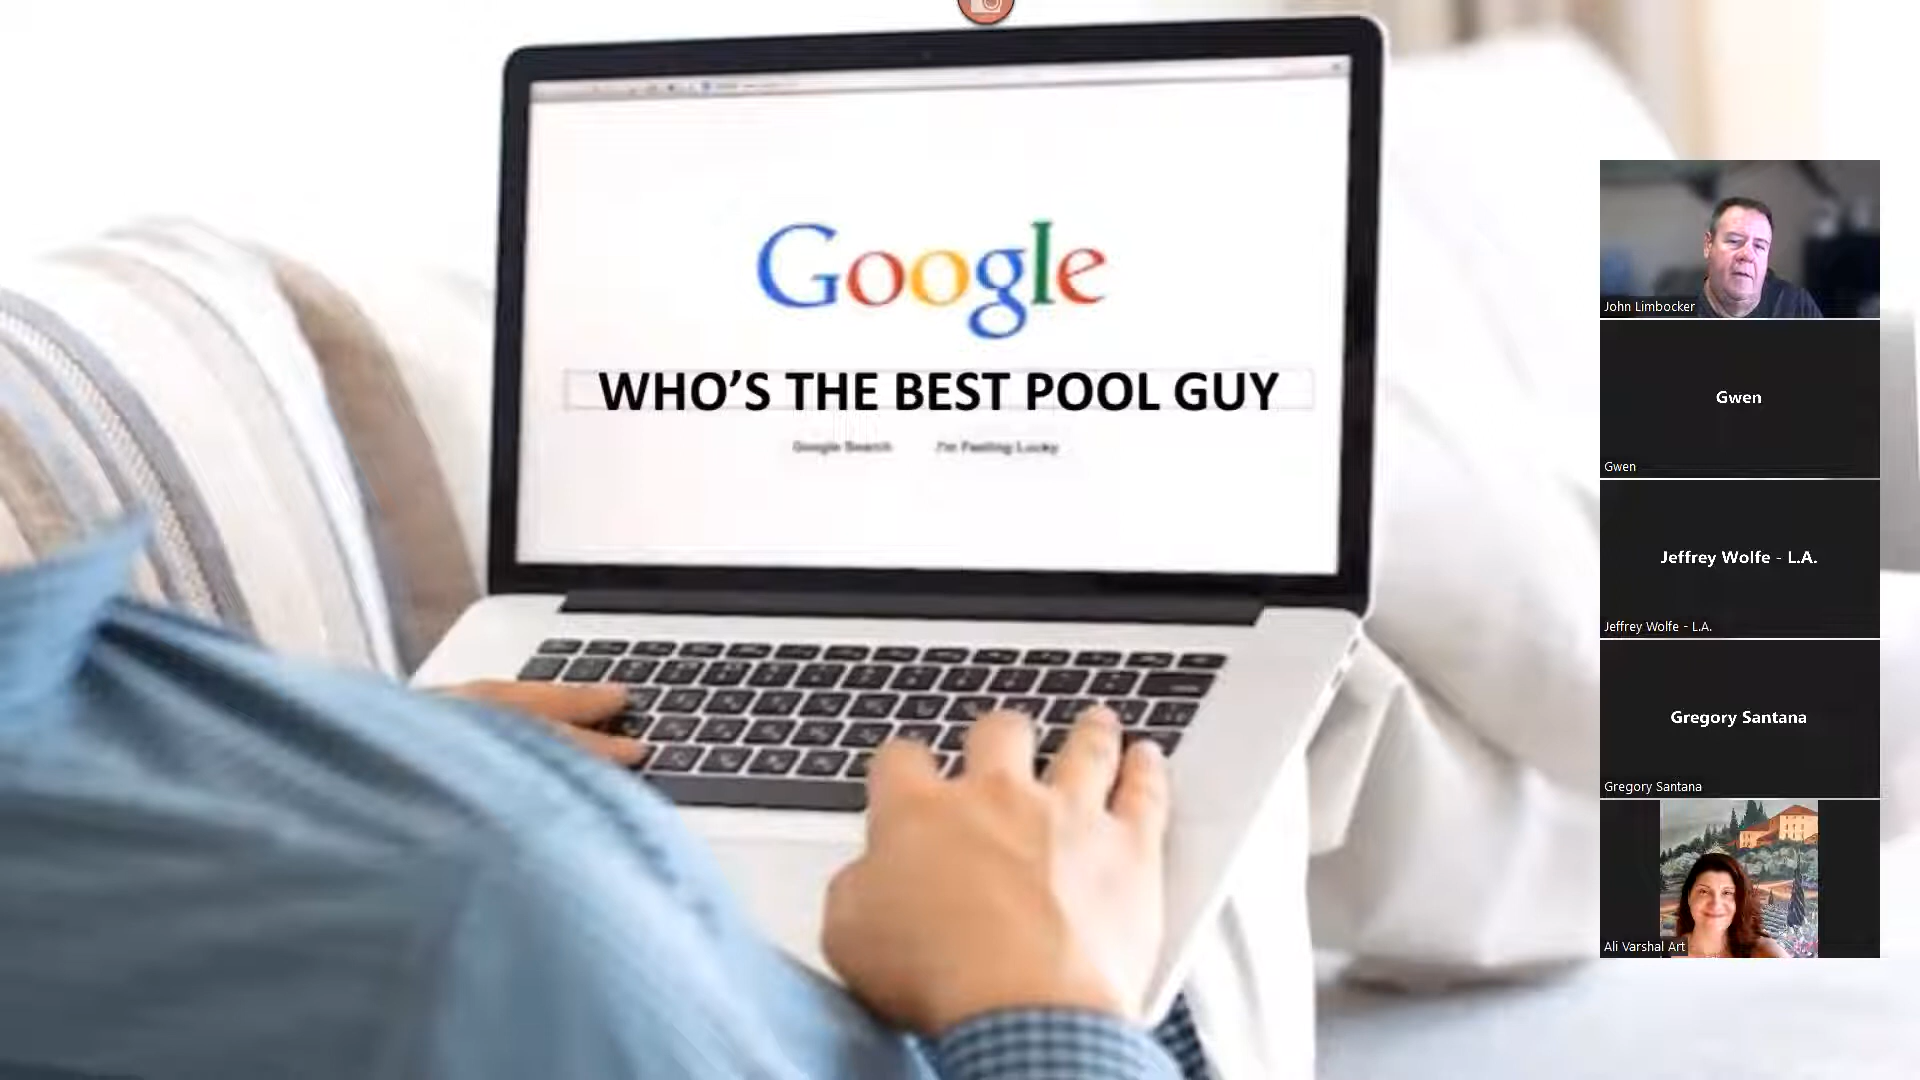 Google
WHO'S THE BEST POOL GUY
Google Search I'm Feeling Lucky
John Limbocker
Gwen
Gwen
Jeffrey Wolfe - L.A.
Jeffrey Wolfe - L.A.
Gregory Santana
Gregory Santana
Ali Varshal Art